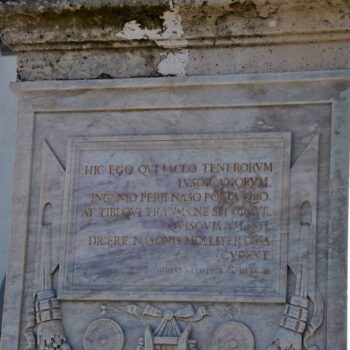 HIC EGO QVI IACEO TENERORVM
LVSOR AMORVM,
INGENIO PERII NASO POETA MEO.
AT TIBI QVI TRANSIS NE SIT
QVISQVIS AMASTI,
DICERE NASONIS MOLLITER OSSA
CVBENT